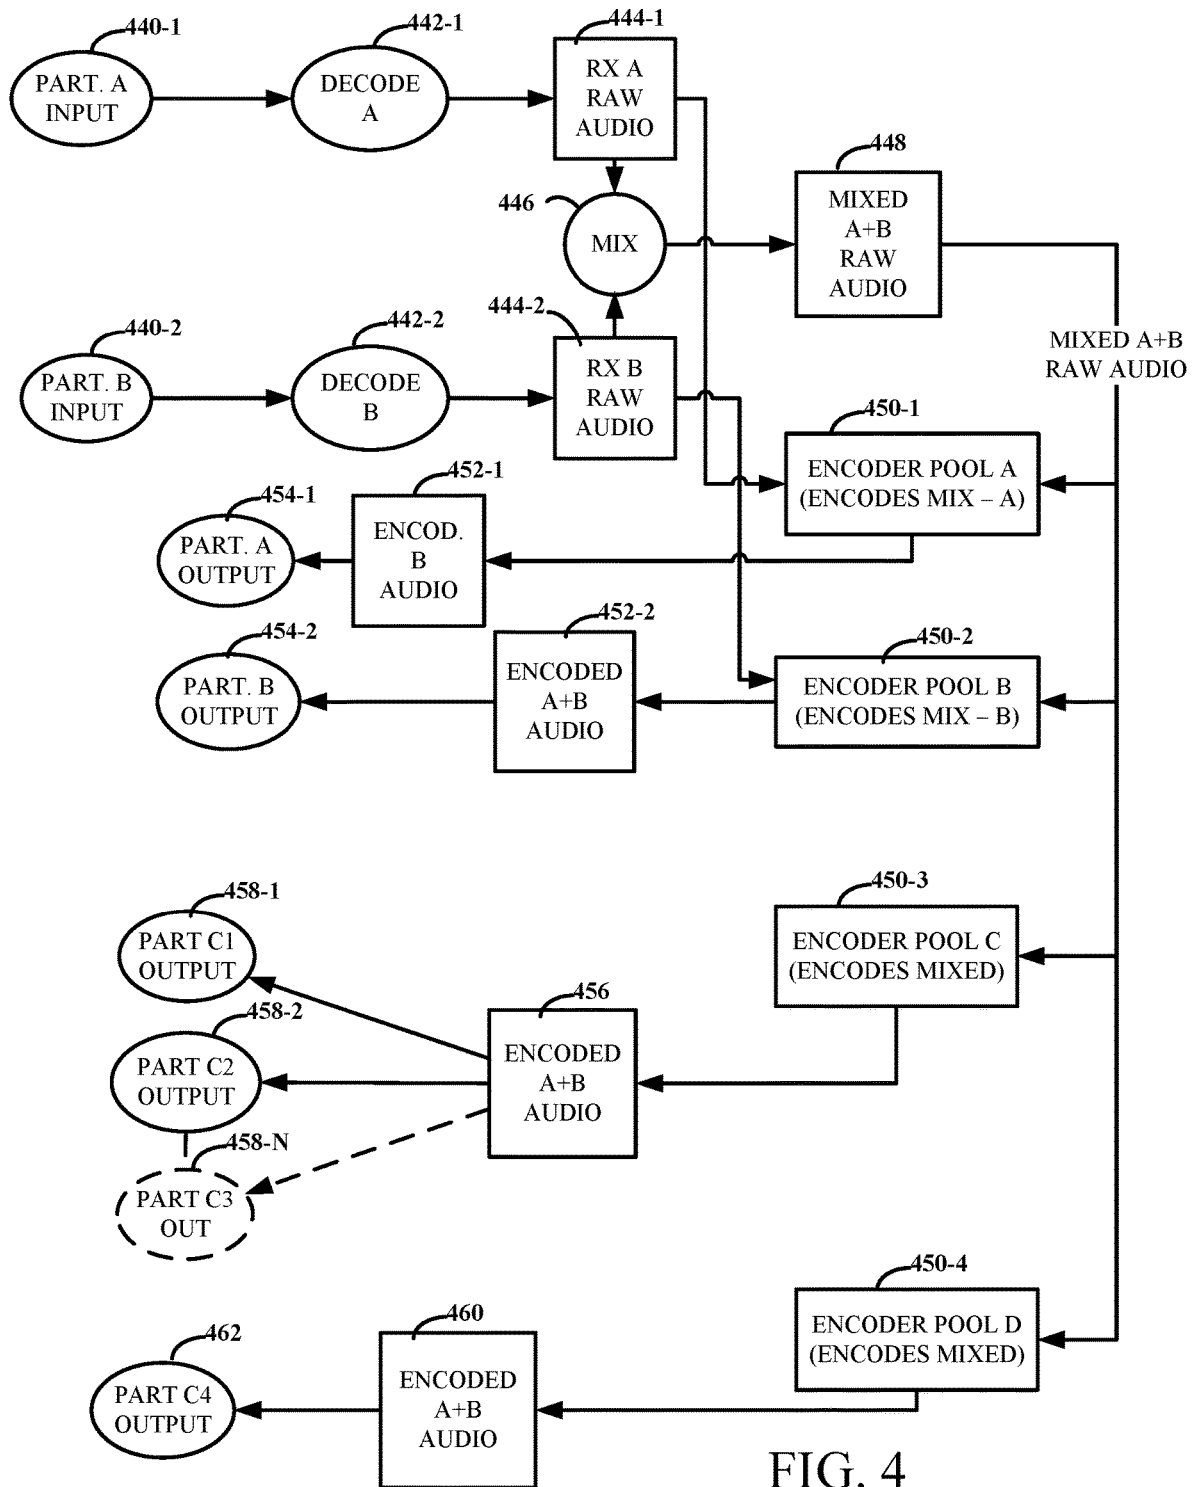 440-1
442-1
444-1
PART. A
INPUT
DECODE
A
RX A
RAW
AUDIO
448
446
MIX
MIXED
A+B
RAW
AUDIO
440-2
442-2
444-2
PART. B
INPUT
DECODE
B
RX B
RAW
AUDIO
MIXED A+B
RAW AUDIO
450-1
ENCODER POOL A
(ENCODES MIX – A)
452-1
454-1
PART. A
OUTPUT
ENCOD.
B
AUDIO
452-2
454-2
450-2
PART. B
OUTPUT
ENCODED
A+B
AUDIO
ENCODER POOL B
(ENCODES MIX – B)
450-3
ENCODER POOL C
(ENCODES MIXED)
458-1
PART C1
OUTPUT
456
458-2
PART C2
OUTPUT
ENCODED
A+B
AUDIO
458-N
PART C3
OUT
450-4
ENCODER POOL D
(ENCODES MIXED)
460
462
PART C4
OUTPUT
ENCODED
A+B
AUDIO
FIG. 4